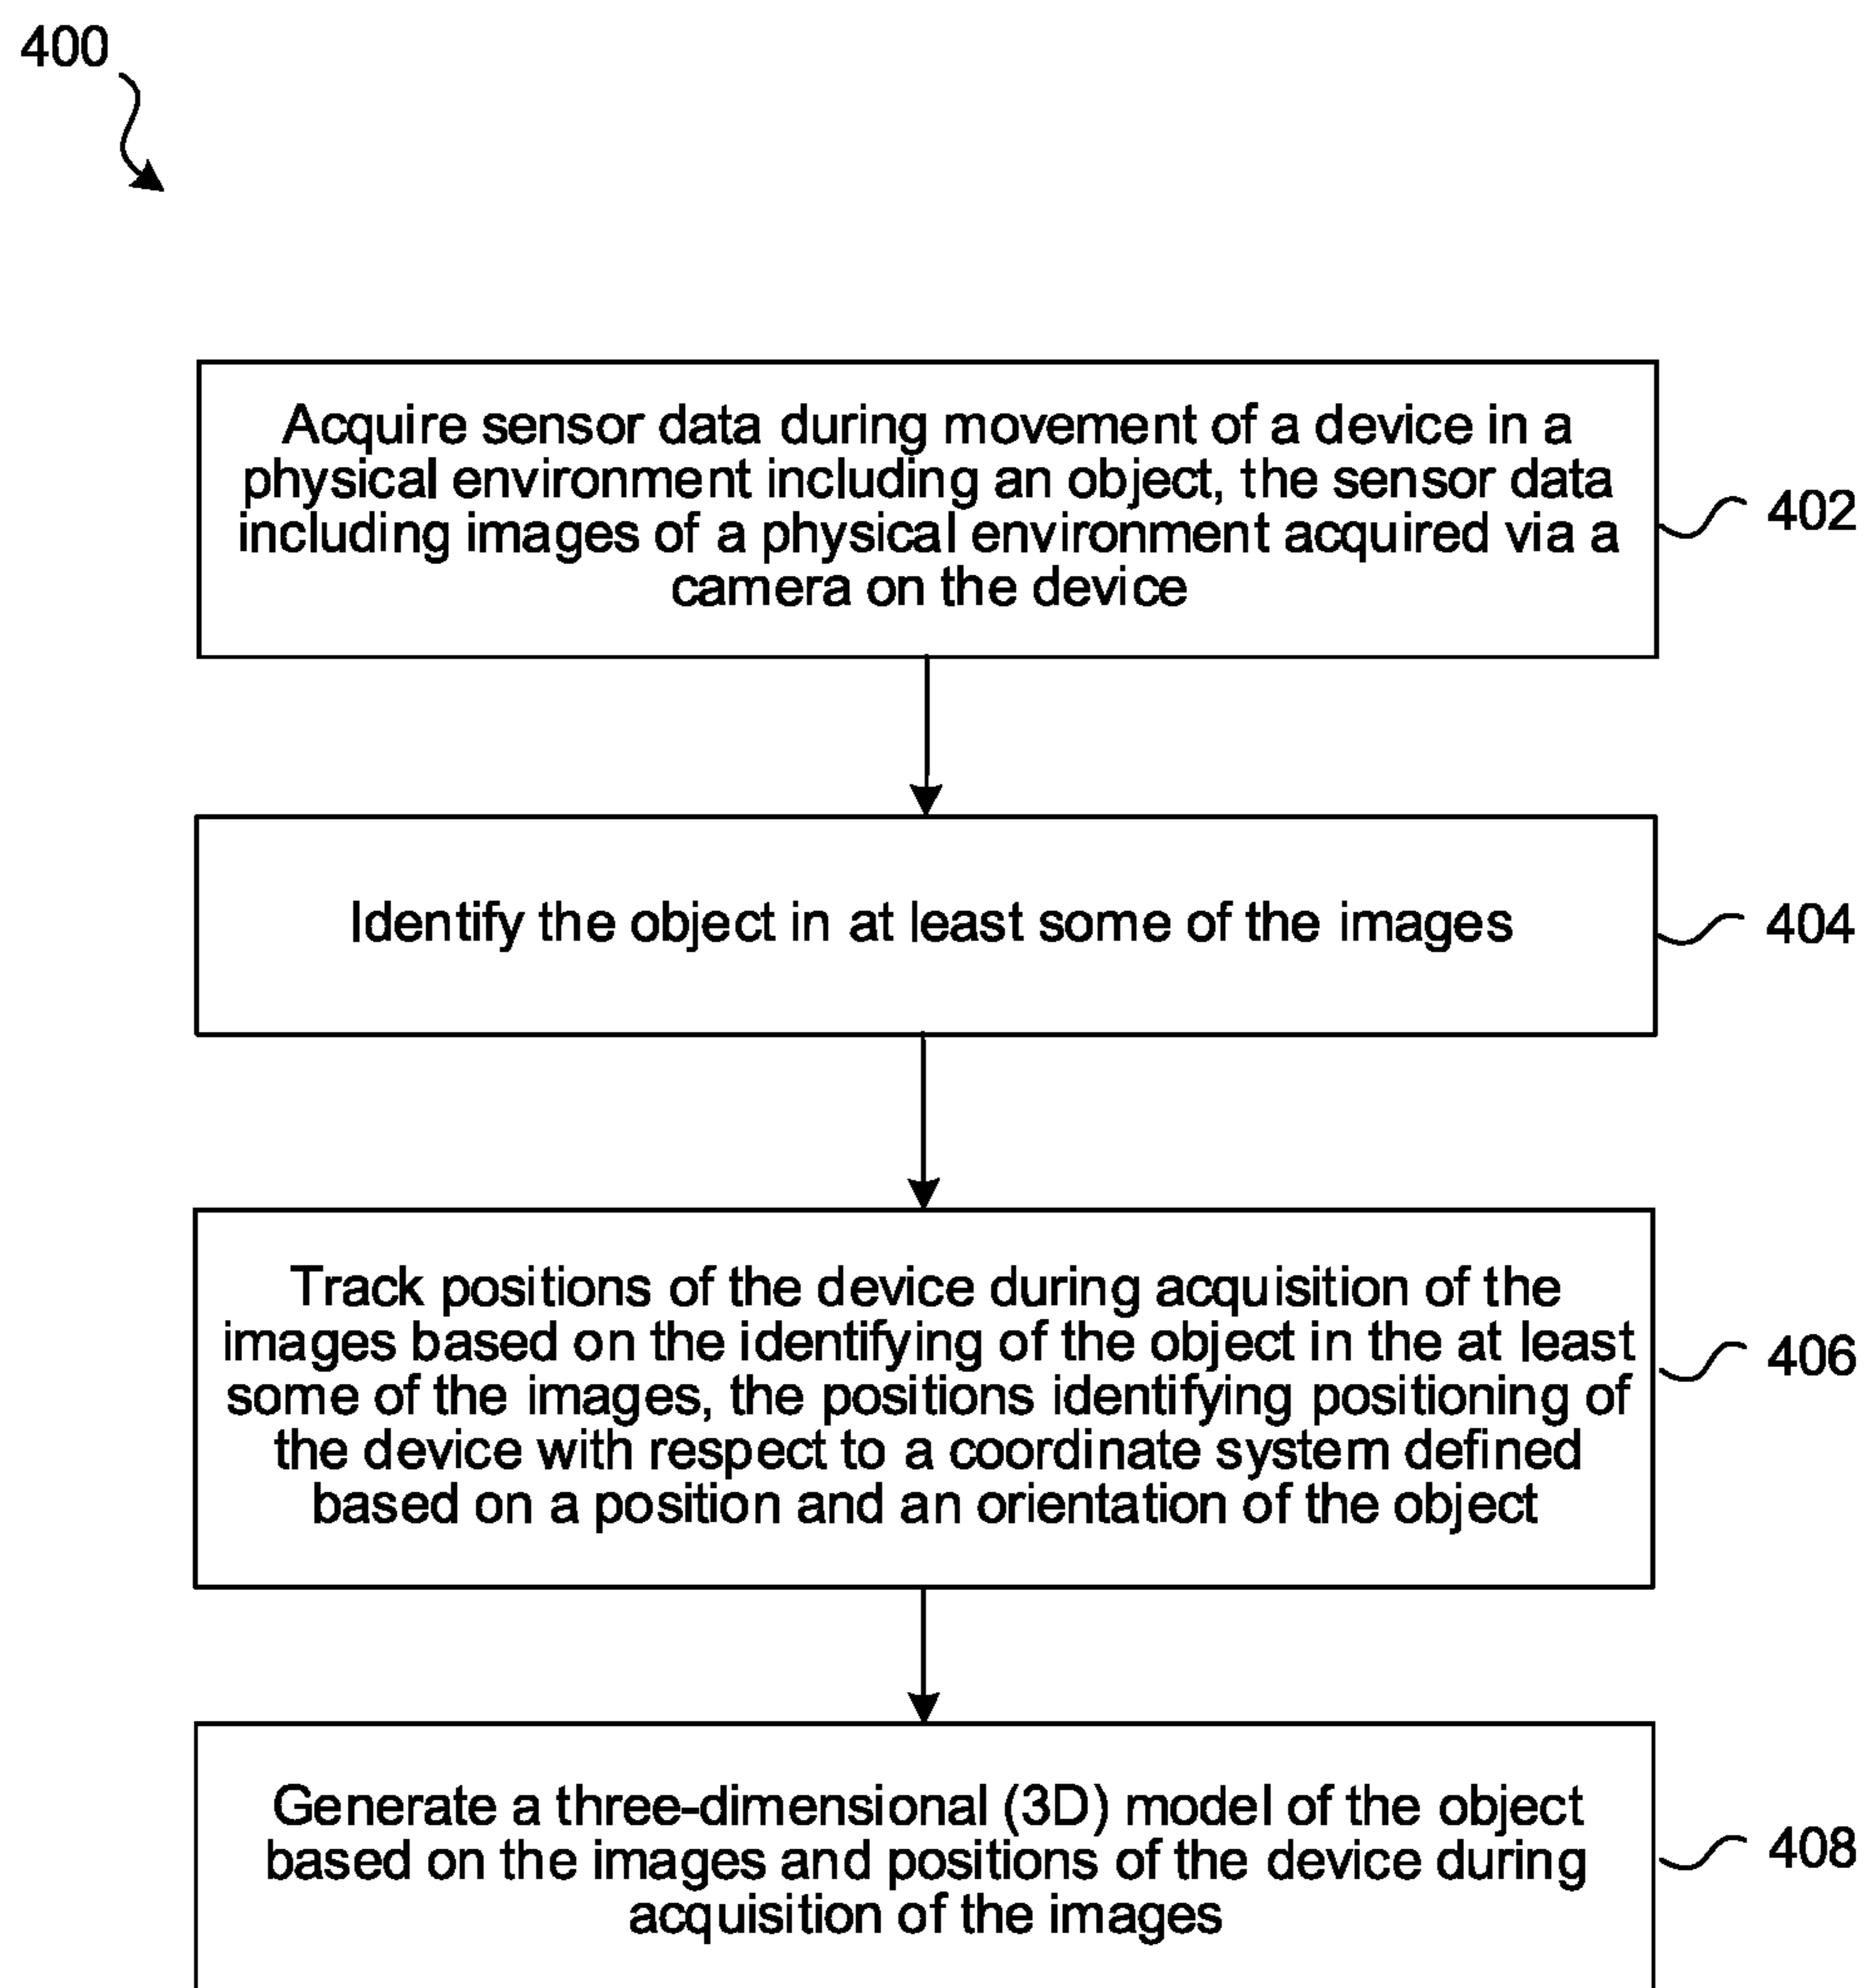 400
Acquire sensor data during movement of a device in a
physical environment including an object, the sensor data
including images of a physical environment acquired via a
camera on the device
402
Identify the object in at least some of the images
404
Track positions of the device during acquisition of the
images based on the identifying of the object in the at least
some of the images, the positions identifying positioning of
the device with respect to a coordinate system defined
based on a position and an orientation of the object
406
Generate a three-dimensional (3D) model of the object
based on the images and positions of the device during
acquisition of the images
408